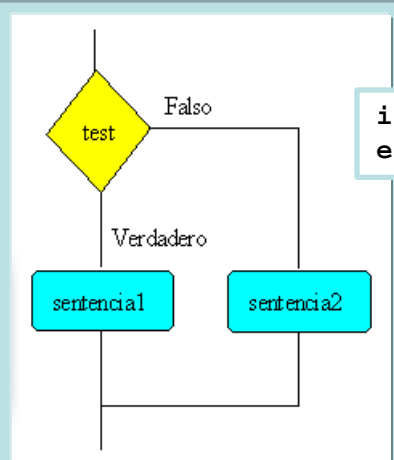 Falso
test
Verdadero
sentencia1
sentencia2
i
e